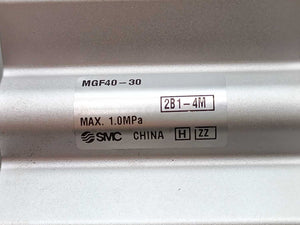 MGF40-30
2B1-4M
MAX. 1.0MPa
SMC CHINA H ZZ